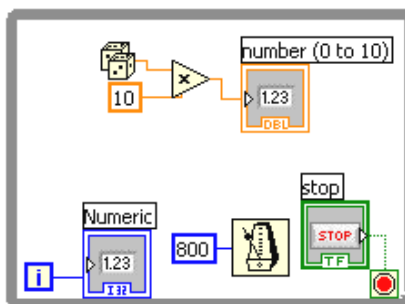 number (0 to 10)
10
1.23
DBL
stop
Numeric
800
STOP
TF
1.23
i
I32